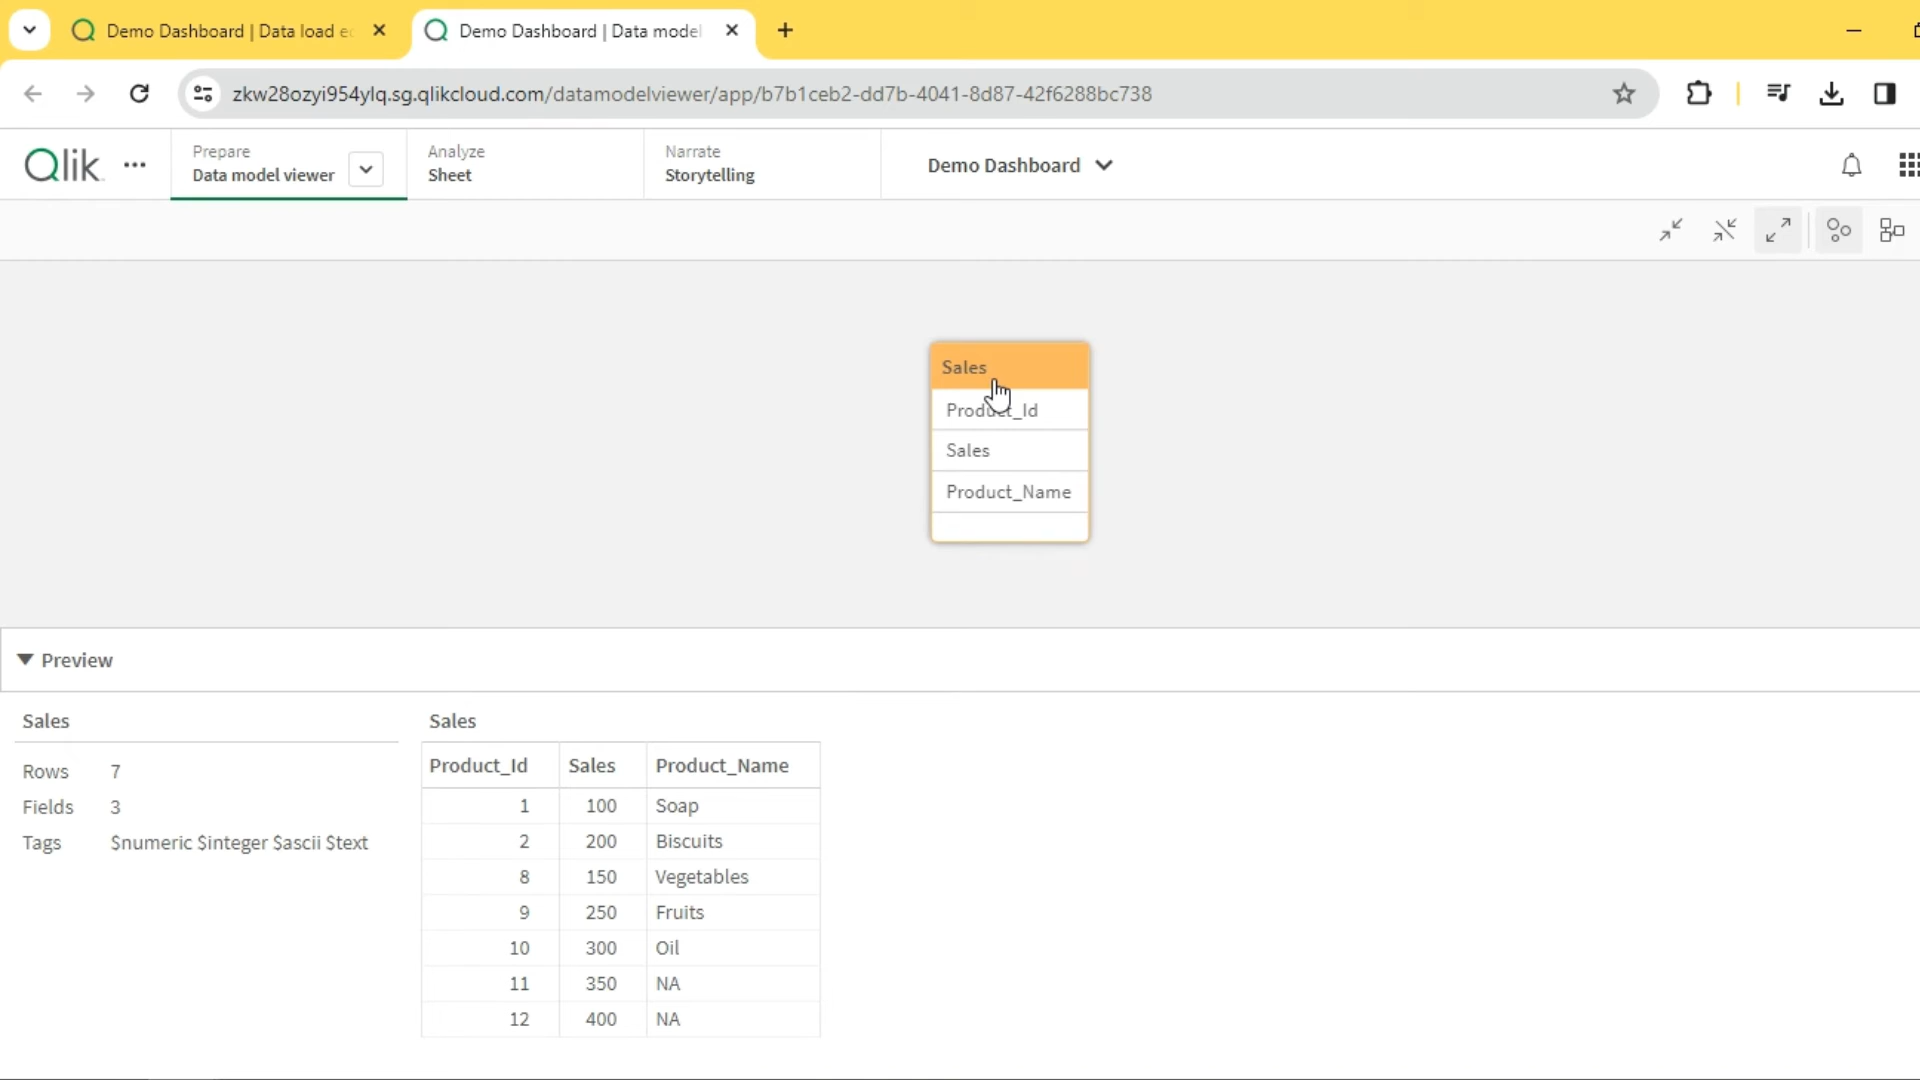 Demo Dashboard | Data load e
Demo Dashboard | Data model
zkw28ozyi954ylq.sg.qlikcloud.com/datamodelviewer/app/b7b1ceb2-dd7b-4041-8d87-42f6288bc738
Qlik
Prepare
Data model viewer
Analyze
Sheet
Narrate
Storytelling
Demo Dashboard
Sales
Product_Id
Sales
Product_Name
Preview
Sales
Rows 7
Fields 3
Tags $numeric $integer $ascii $text
Sales
Product_Id Sales Product_Name
1 100 Soap
2 200 Biscuits
8 150 Vegetables
9 250 Fruits
10 300 Oil
11 350 NA
12 400 NA